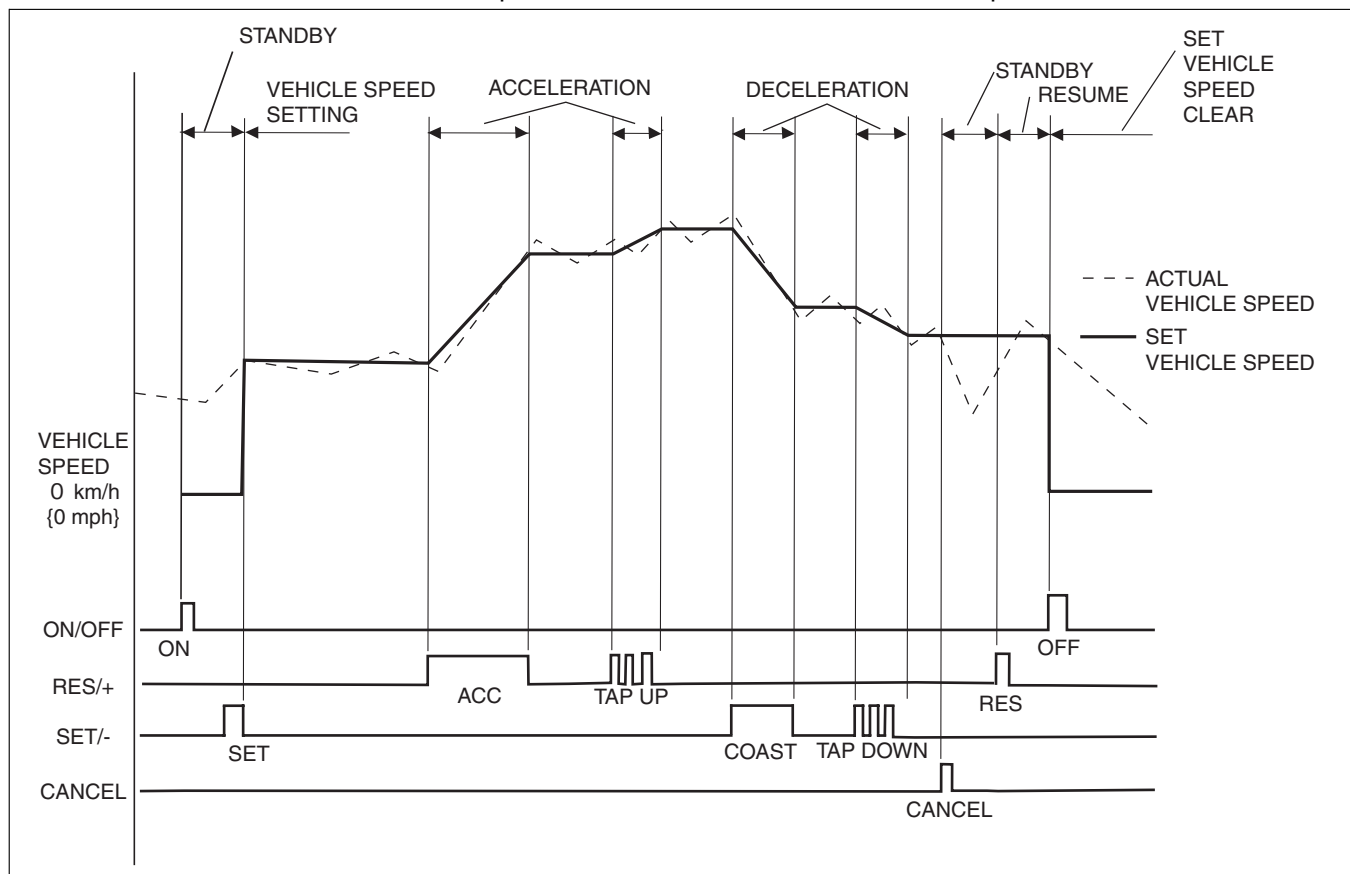 STANDBY
VEHICLE SPEED
SETTING
ACCELERATION
DECELERATION
STANDBY
RESUME
SET
VEHICLE
SPEED
CLEAR
ACTUAL
VEHICLE SPEED
SET
VEHICLE SPEED
VEHICLE
SPEED
0 km/h
{0 mph}
ON/OFF
ON
OFF
RES/+
ACC
TAP UP
RES
SET/-
SET
COAST
TAP DOWN
CANCEL
CANCEL